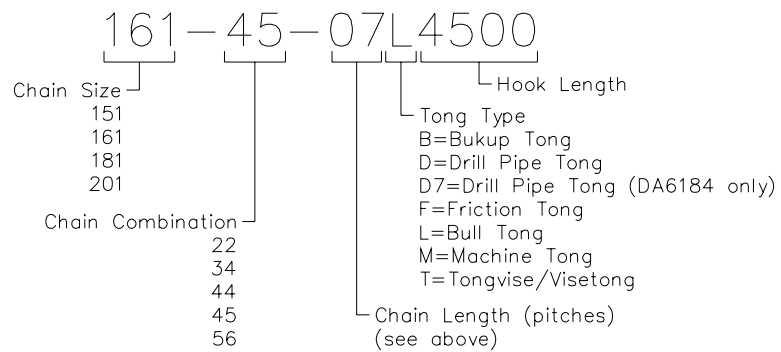 161-45-07L4500
Chain Size
151
161
181
201
Chain Combination
22
34
44
45
56
Chain Length (pitches)
(see above)
Tong Type
B=Bukup Tong
D=Drill Pipe Tong
D7=Drill Pipe Tong (DA6184 only)
F=Friction Tong
L=Bull Tong
M=Machine Tong
T=Tongvise/Visetong
Hook Length